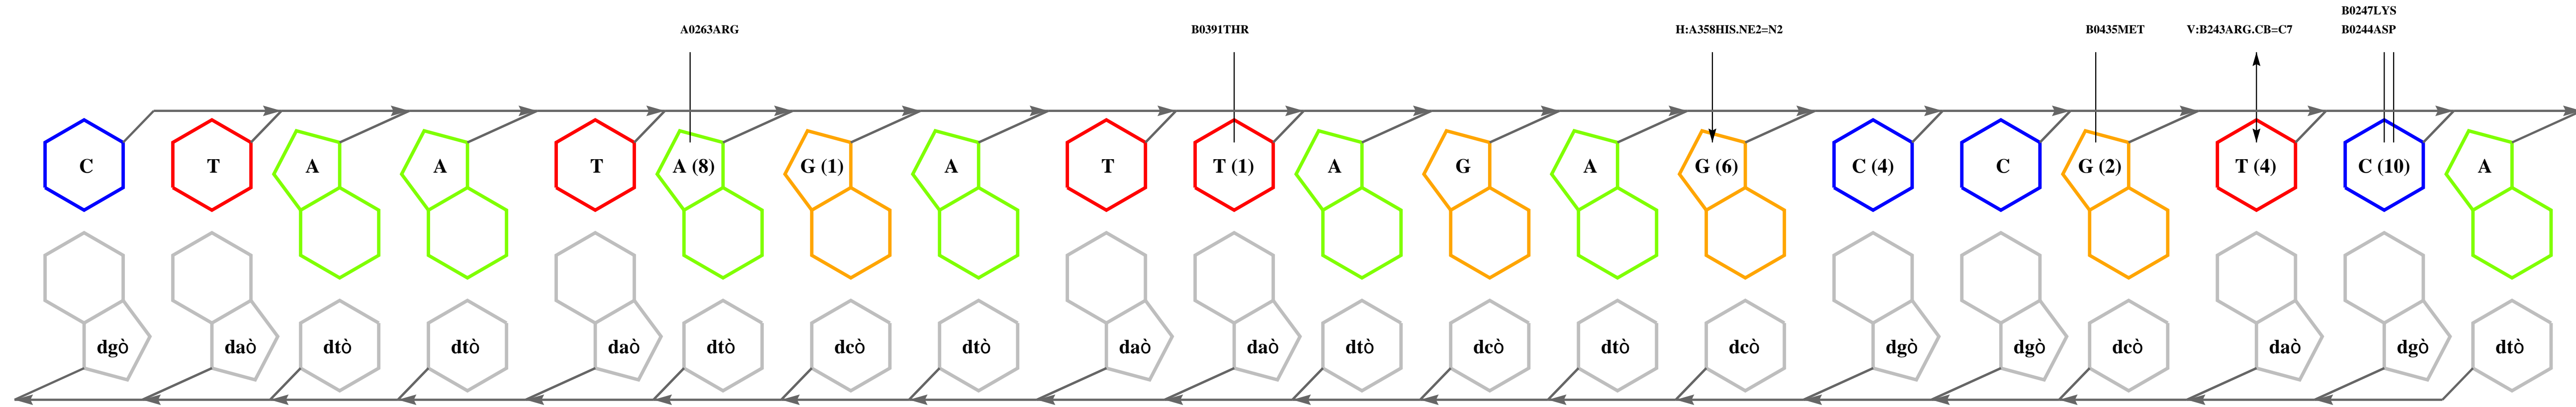 B0247LYS
A0263ARG B0391THR H:A358HIS.NE2=N2 B0435MET V:B243ARG.CB=C7 B0244ASP
C T A A T A (8) G (1) A T T (1) A G A G (6) C (4) C G (2) T (4) C (10) A
dgò daò dtò dtò daò dtò dcò dtò daò daò dtò dcò dtò dcò dgò dgò dcò daò dgò dtò